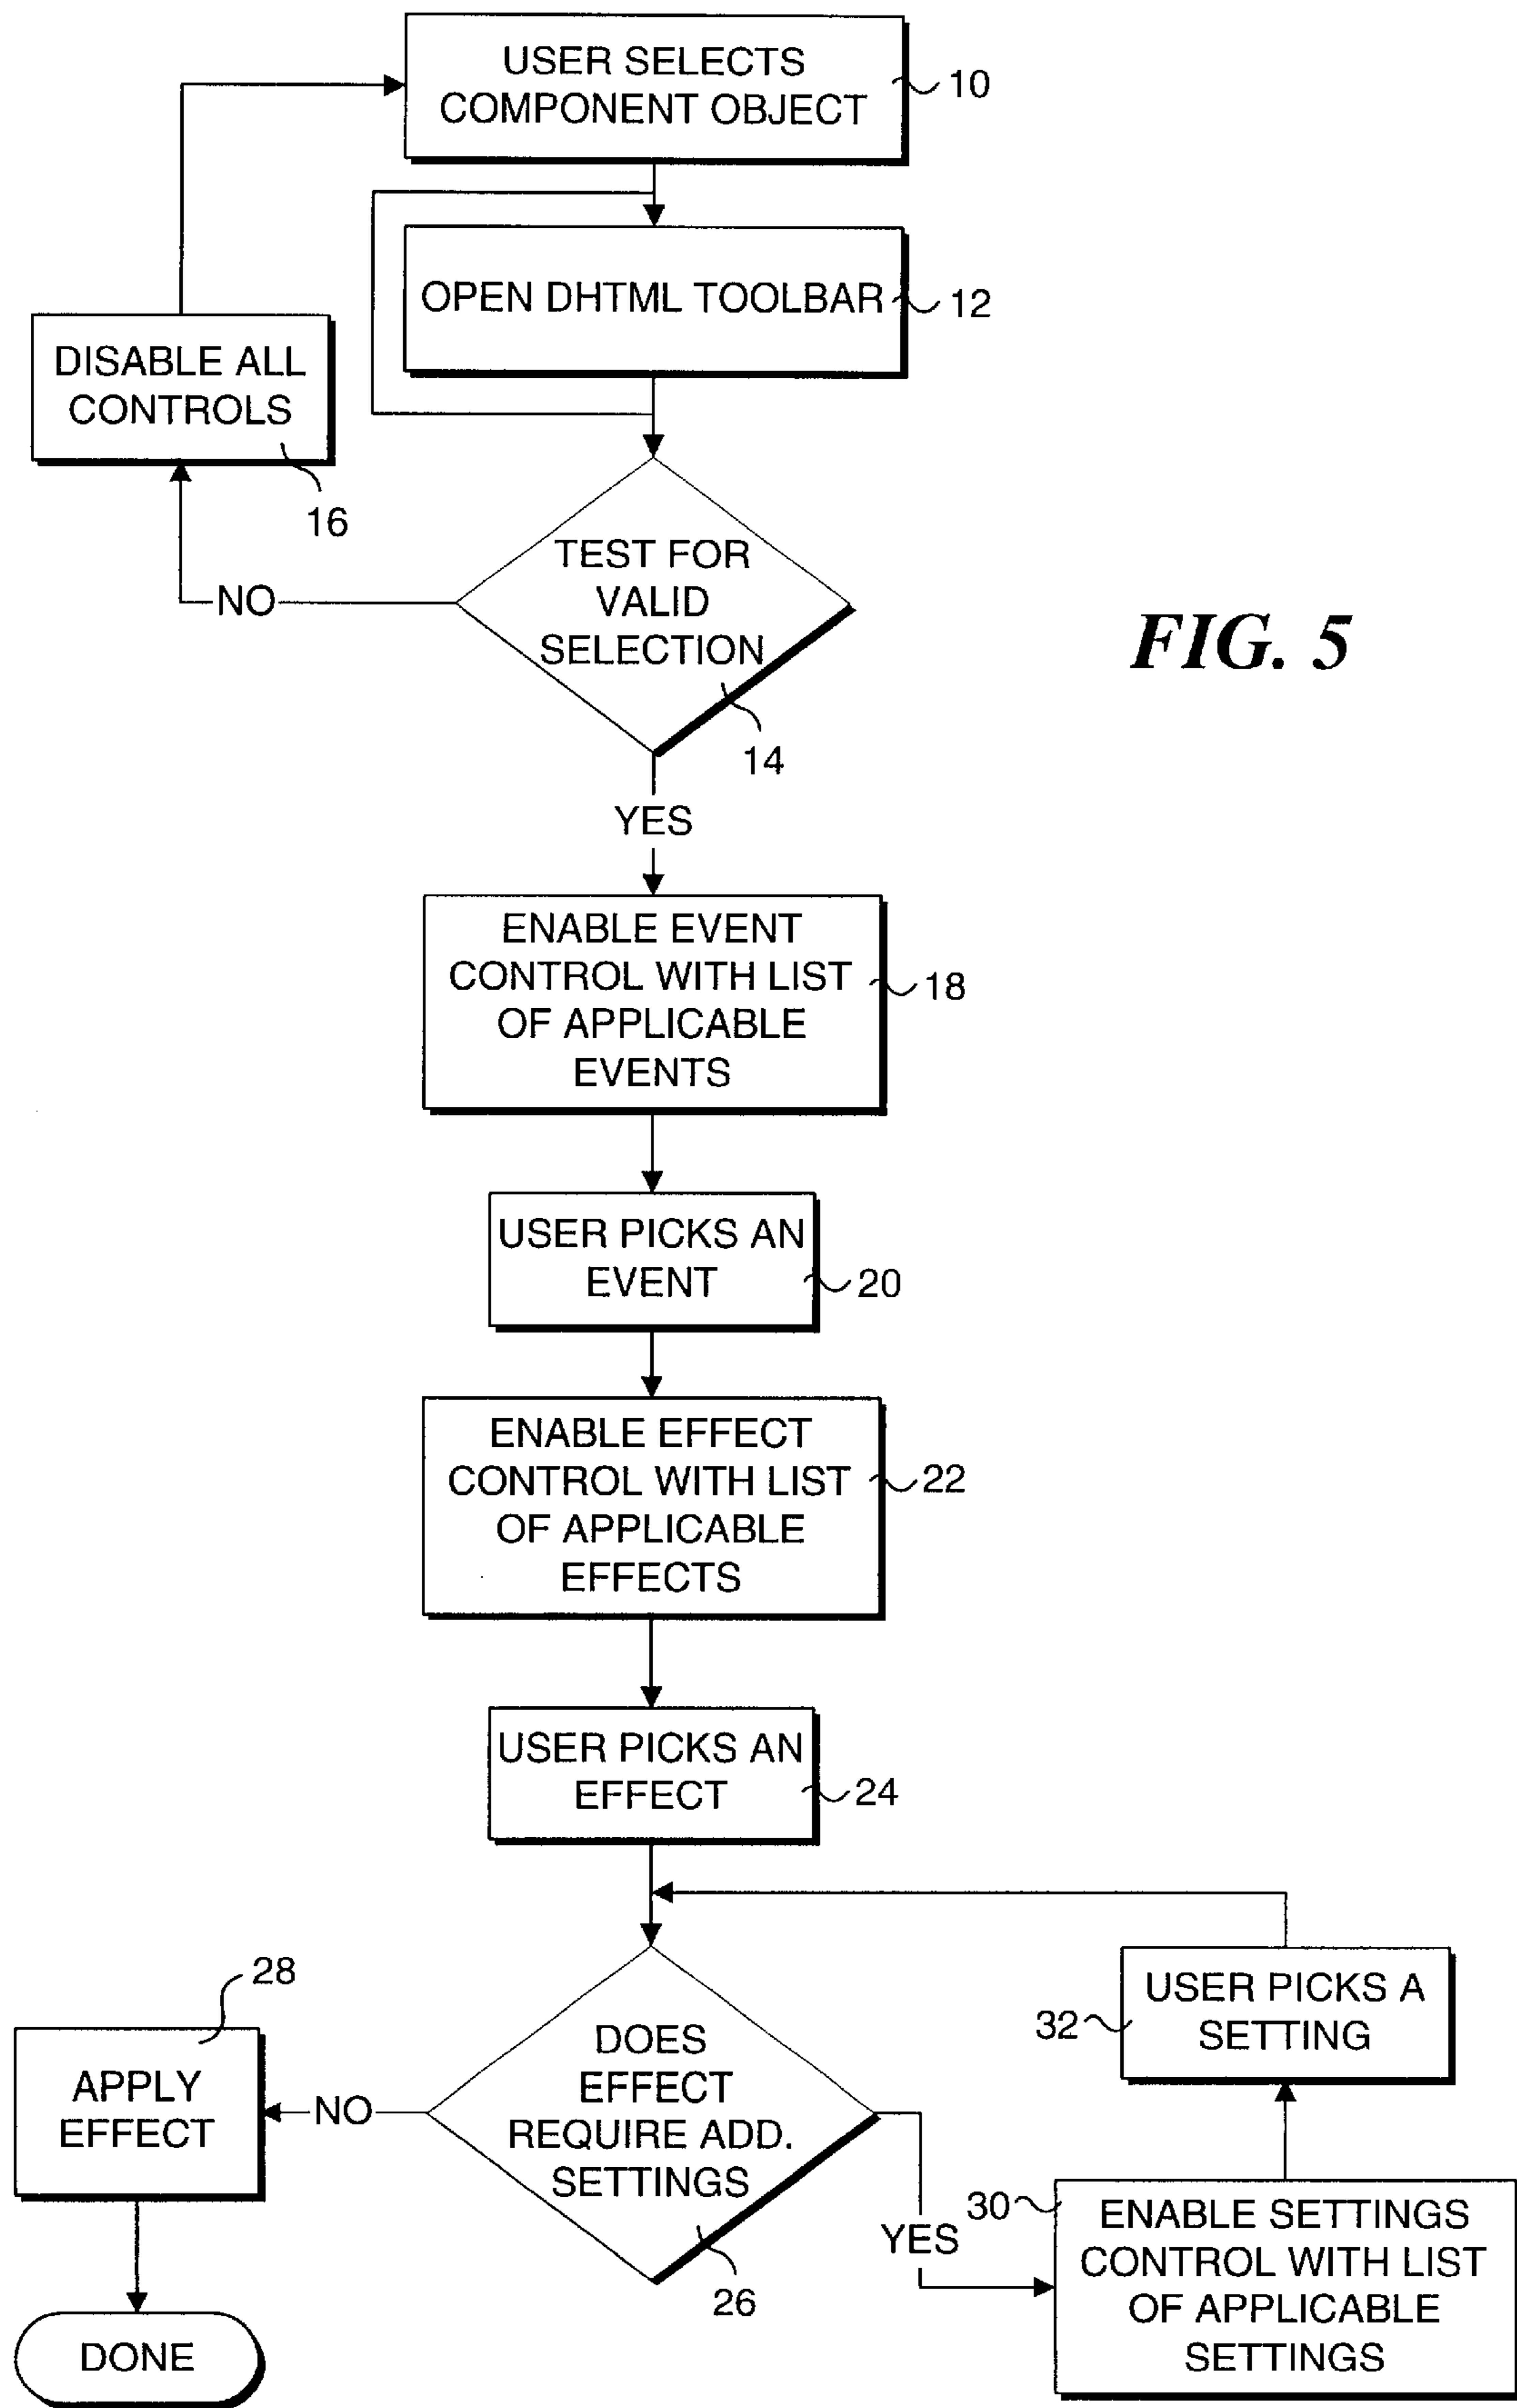 USER SELECTS
COMPONENT OBJECT
10
OPEN DHTML TOOLBAR
12
DISABLE ALL
CONTROLS
16
TEST FOR
VALID
SELECTION
14
NO
FIG. 5
YES
ENABLE EVENT
CONTROL WITH LIST
OF APPLICABLE
EVENTS
18
USER PICKS AN
EVENT
20
ENABLE EFFECT
CONTROL WITH LIST
OF APPLICABLE
EFFECTS
22
USER PICKS AN
EFFECT
24
28
APPLY
EFFECT
NO
DOES
EFFECT
REQUIRE ADD.
SETTINGS
26
32
USER PICKS A
SETTING
YES
30
ENABLE SETTINGS
CONTROL WITH LIST
OF APPLICABLE
SETTINGS
DONE